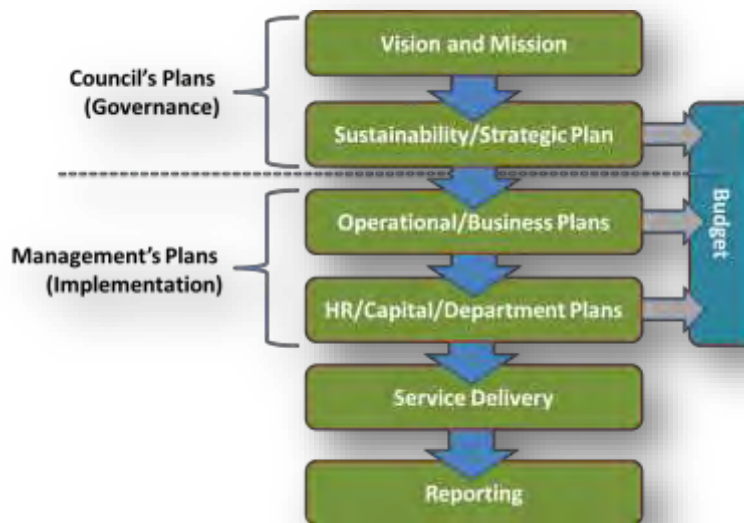 Vision and Mission
Council's Plans
(Governance)
Sustainability/Strategic Plan
Operational/Business Plans
Management's Plans
(Implementation)
HR/Capital/Department Plans
Budget
Service Delivery
Reporting